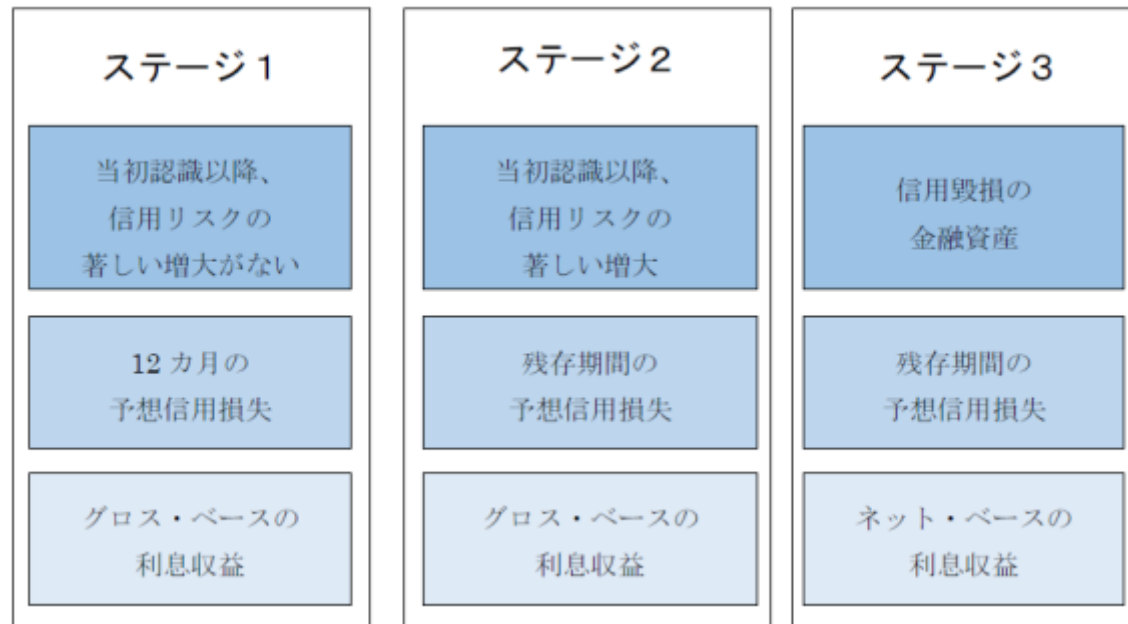 ステージ１
当初認識以降、
信用リスクの
著しい増大がない
12 カ月の
予想信用損失
グロス・ベースの
利息収益
ステージ２
当初認識以降、
信用リスクの
著しい増大
残存期間の
予想信用損失
グロス・ベースの
利息収益
ステージ３
信用毀損の
金融資産
残存期間の
予想信用損失
ネット・ベースの
利息収益